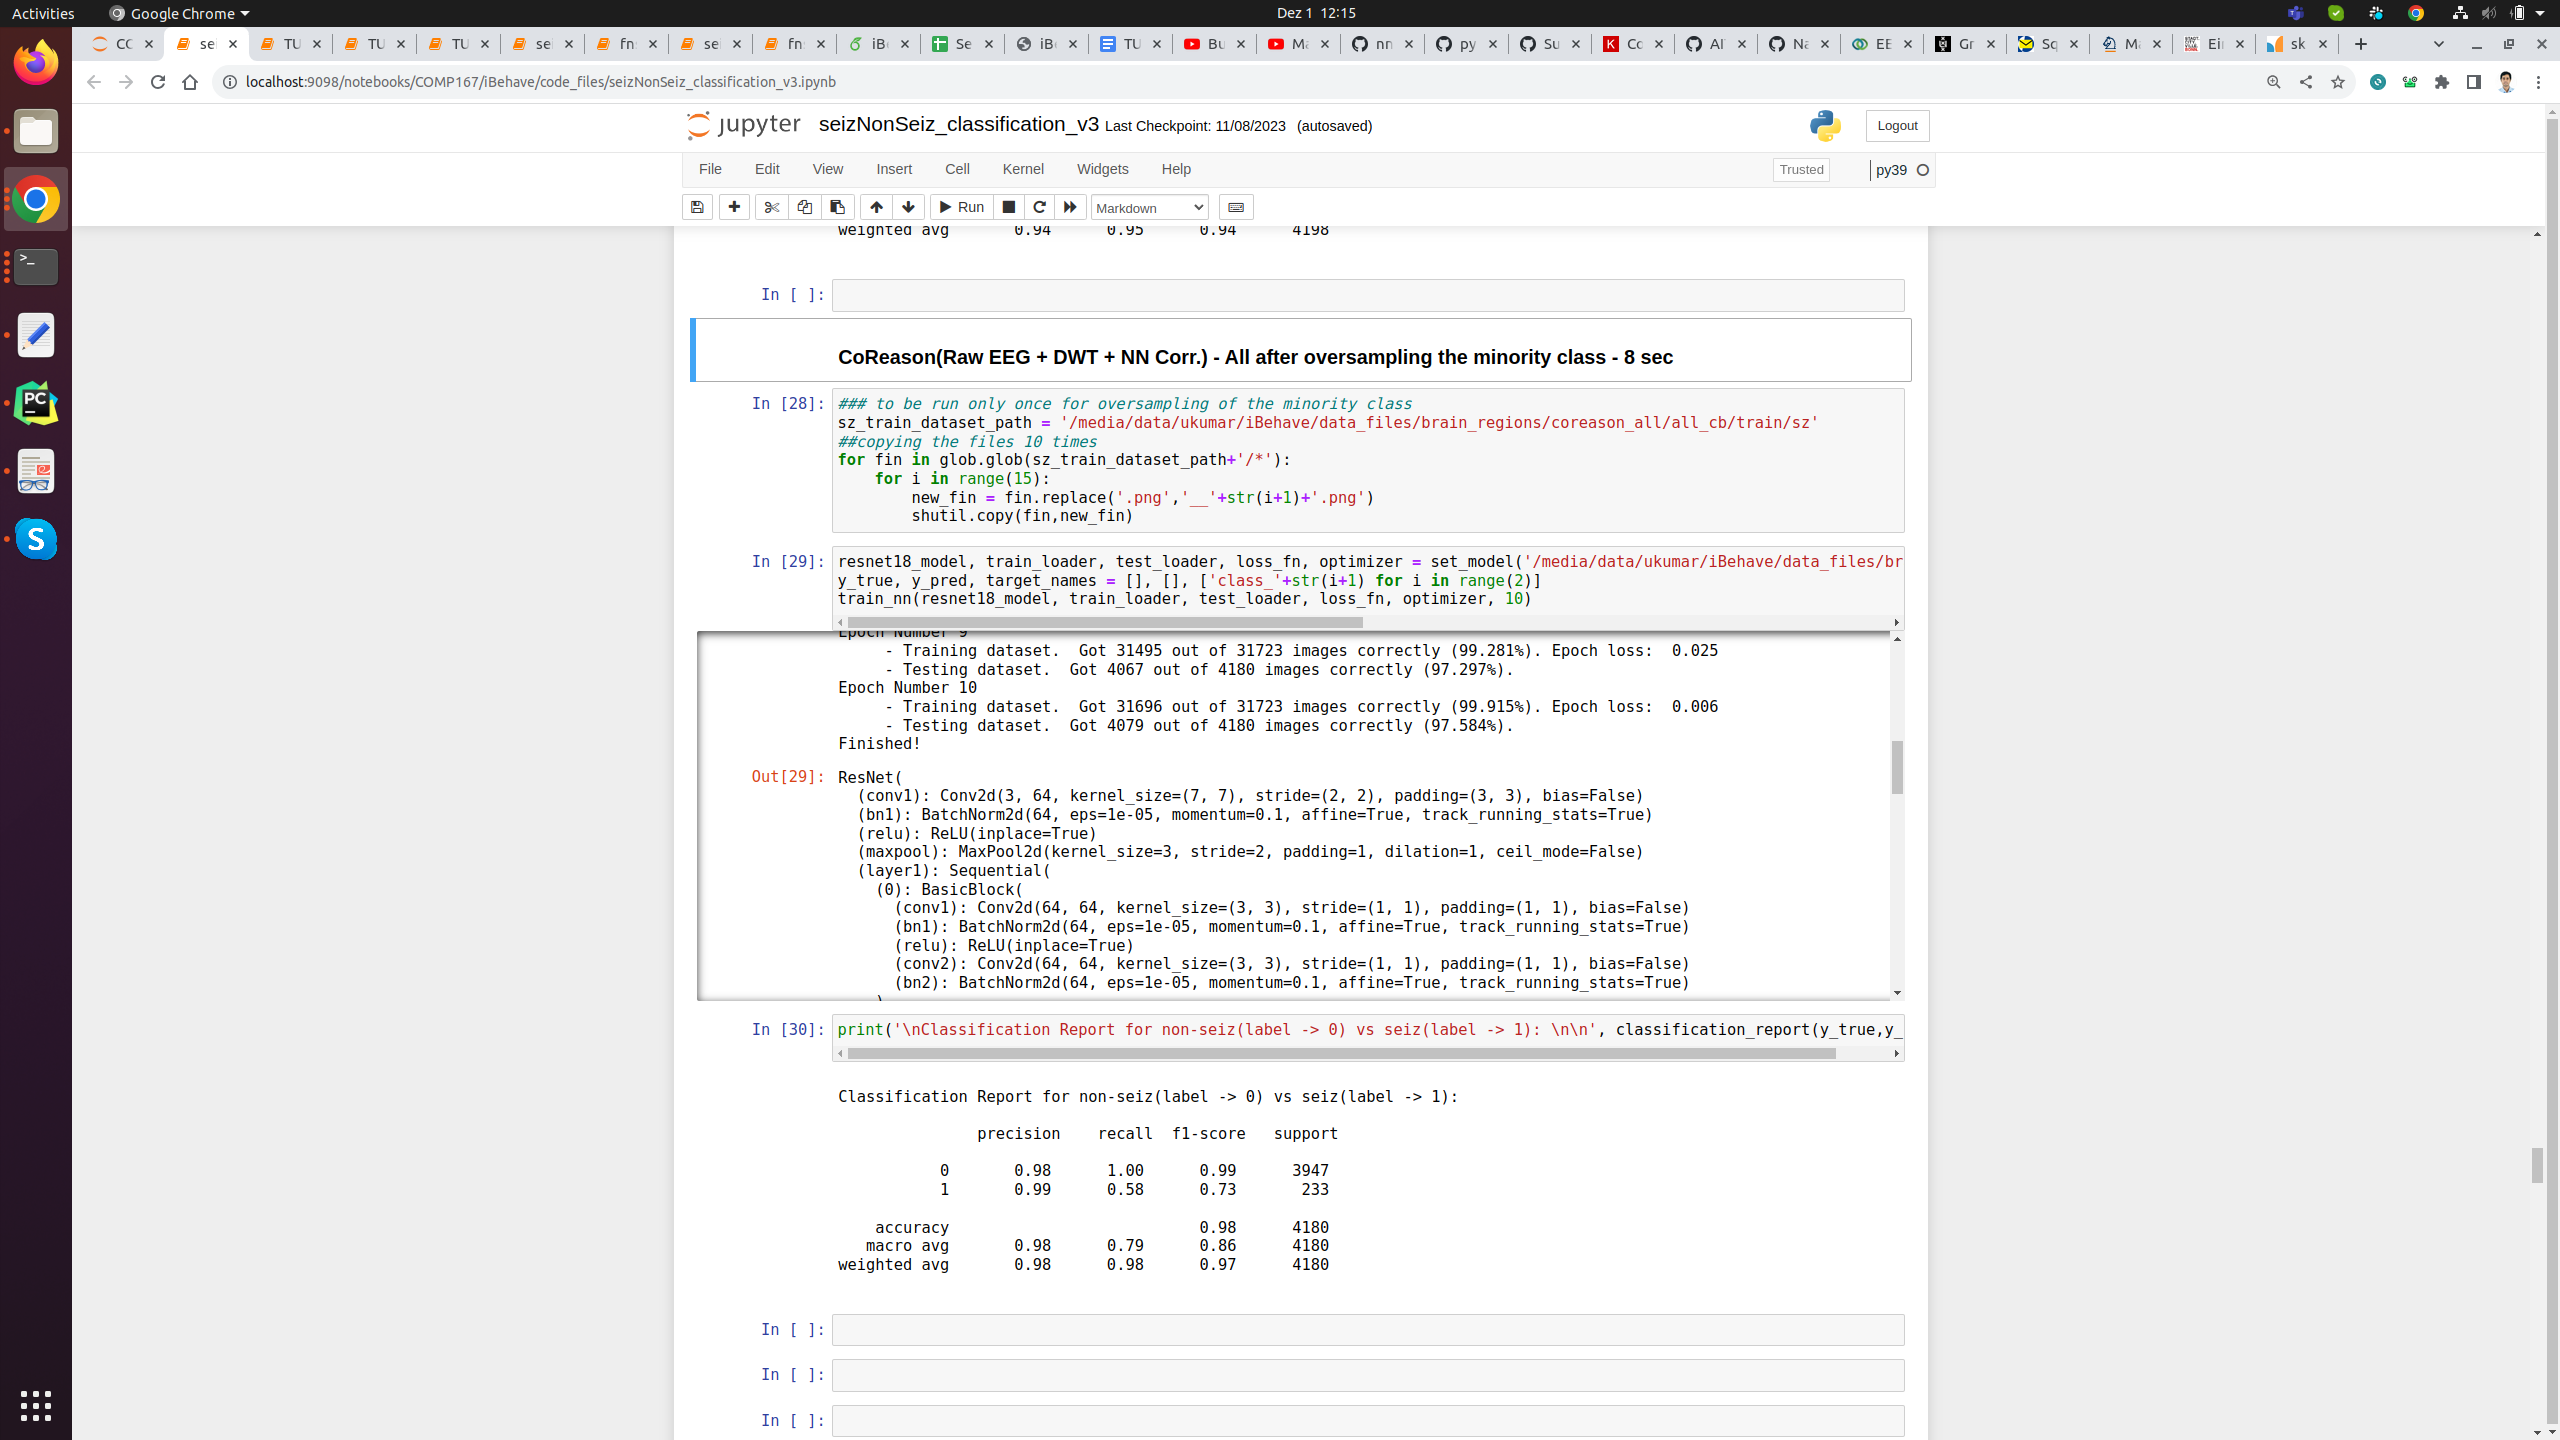 Activities
Google Chrome
Dez 1 12:15
CC
sei
TU
TU
TU
sei
fn
sei
fn
iBe
Se
iBe
TU
Bu
Ma
nn
py
Su
Co
AI
Na
EE
Gr
Sq
Ma
Ein
sk
localhost:9098/notebooks/COMP167/iBehave/code_files/seizNonSeiz_classification_v3.ipynb
jupyter seizNonSeiz_classification_v3 Last Checkpoint: 11/08/2023 (autosaved)
Logout
File Edit View Insert Cell Kernel Widgets Help
Trusted
py39
Run
Markdown
weighted avg 0.94 0.95 0.94 4198
In [ ]:
CoReason(Raw EEG + DWT + NN Corr.) - All after oversampling the minority class - 8 sec
In [28]: ### to be run only once for oversampling of the minority class
sz_train_dataset_path = '/media/data/ukumar/iBehave/data_files/brain_regions/coreason_all/all_cb/train/sz'
##copying the files 10 times
for fin in glob.glob(sz_train_dataset_path+'/*'):
    for i in range(15):
        new_fin = fin.replace('.png','__'+str(i+1)+'.png')
        shutil.copy(fin,new_fin)
In [29]: resnet18_model, train_loader, test_loader, loss_fn, optimizer = set_model('/media/data/ukumar/iBehave/data_files/br
y_true, y_pred, target_names = [], [], ['class_'+str(i+1) for i in range(2)]
train_nn(resnet18_model, train_loader, test_loader, loss_fn, optimizer, 10)
Epoch Number 9
     - Training dataset.  Got 31495 out of 31723 images correctly (99.281%). Epoch loss:  0.025
     - Testing dataset.  Got 4067 out of 4180 images correctly (97.297%).
Epoch Number 10
     - Training dataset.  Got 31696 out of 31723 images correctly (99.915%). Epoch loss:  0.006
     - Testing dataset.  Got 4079 out of 4180 images correctly (97.584%).
Finished!
Out[29]: ResNet(
  (conv1): Conv2d(3, 64, kernel_size=(7, 7), stride=(2, 2), padding=(3, 3), bias=False)
  (bn1): BatchNorm2d(64, eps=1e-05, momentum=0.1, affine=True, track_running_stats=True)
  (relu): ReLU(inplace=True)
  (maxpool): MaxPool2d(kernel_size=3, stride=2, padding=1, dilation=1, ceil_mode=False)
  (layer1): Sequential(
    (0): BasicBlock(
      (conv1): Conv2d(64, 64, kernel_size=(3, 3), stride=(1, 1), padding=(1, 1), bias=False)
      (bn1): BatchNorm2d(64, eps=1e-05, momentum=0.1, affine=True, track_running_stats=True)
      (relu): ReLU(inplace=True)
      (conv2): Conv2d(64, 64, kernel_size=(3, 3), stride=(1, 1), padding=(1, 1), bias=False)
      (bn2): BatchNorm2d(64, eps=1e-05, momentum=0.1, affine=True, track_running_stats=True)
    )
In [30]: print('\nClassification Report for non-seiz(label -> 0) vs seiz(label -> 1): \n\n', classification_report(y_true,y_
Classification Report for non-seiz(label -> 0) vs seiz(label -> 1):
precision recall f1-score support
0 0.98 1.00 0.99 3947
1 0.99 0.58 0.73 233
accuracy 0.98 4180
macro avg 0.98 0.79 0.86 4180
weighted avg 0.98 0.98 0.97 4180
In [ ]:
In [ ]:
In [ ]: